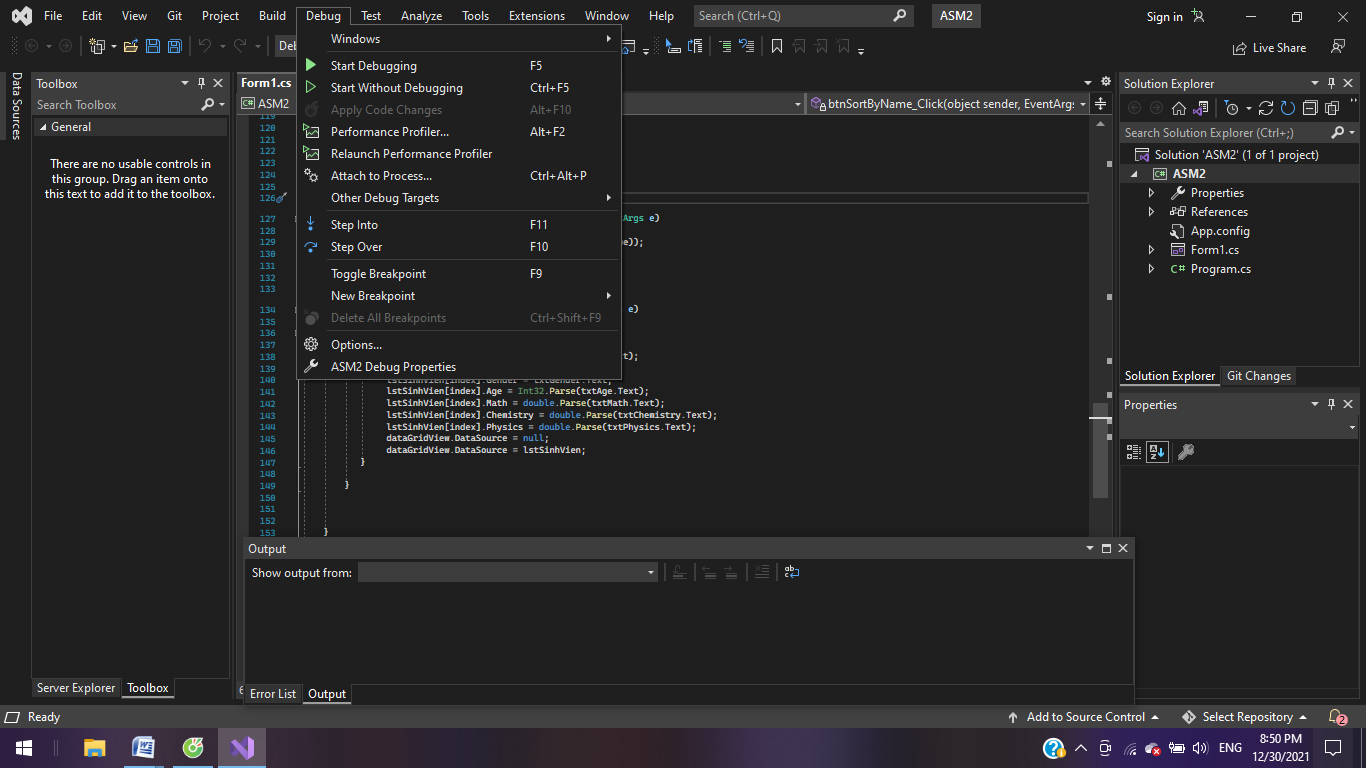 File Edit View Git Project Build Debug Test Analyze Tools Extensions Window Help Search (Ctrl+Q) ASM2 Sign in
Live Share
Data Sources
Toolbox
Search Toolbox
General
There are no usable controls in
this group. Drag an item onto
this text to add it to the toolbox.
Server Explorer Toolbox
Windows
Start Debugging F5
Start Without Debugging Ctrl+F5
Apply Code Changes Alt+F10
Performance Profiler... Alt+F2
Relaunch Performance Profiler
Attach to Process... Ctrl+Alt+P
Other Debug Targets
Step Into F11
Step Over F10
Toggle Breakpoint F9
New Breakpoint
Delete All Breakpoints Ctrl+Shift+F9
Options...
ASM2 Debug Properties
Form1.cs
ASM2 btnSortByName_Click(object sender, EventArgs
119
120
121
122
123
124
125
126
127 Args e)
128
129 e));
130
131
132
133
134 e)
135
136
137
138 t);
139
140 lstSinhVien[index].Gender = txtGender.Text;
141 lstSinhVien[index].Age = Int32.Parse(txtAge.Text);
142 lstSinhVien[index].Math = double.Parse(txtMath.Text);
143 lstSinhVien[index].Chemistry = double.Parse(txtChemistry.Text);
144 lstSinhVien[index].Physics = double.Parse(txtPhysics.Text);
145 dataGridView.DataSource = null;
146 dataGridView.DataSource = lstSinhVien;
147 }
148
149 }
150
151
152
153 }
Output
Show output from:
Error List Output
Solution Explorer
Search Solution Explorer (Ctrl+;)
Solution 'ASM2' (1 of 1 project)
C# ASM2
Properties
References
App.config
Form1.cs
C# Program.cs
Solution Explorer Git Changes
Properties
Ready Add to Source Control Select Repository 2
ENG 8:50 PM
12/30/2021